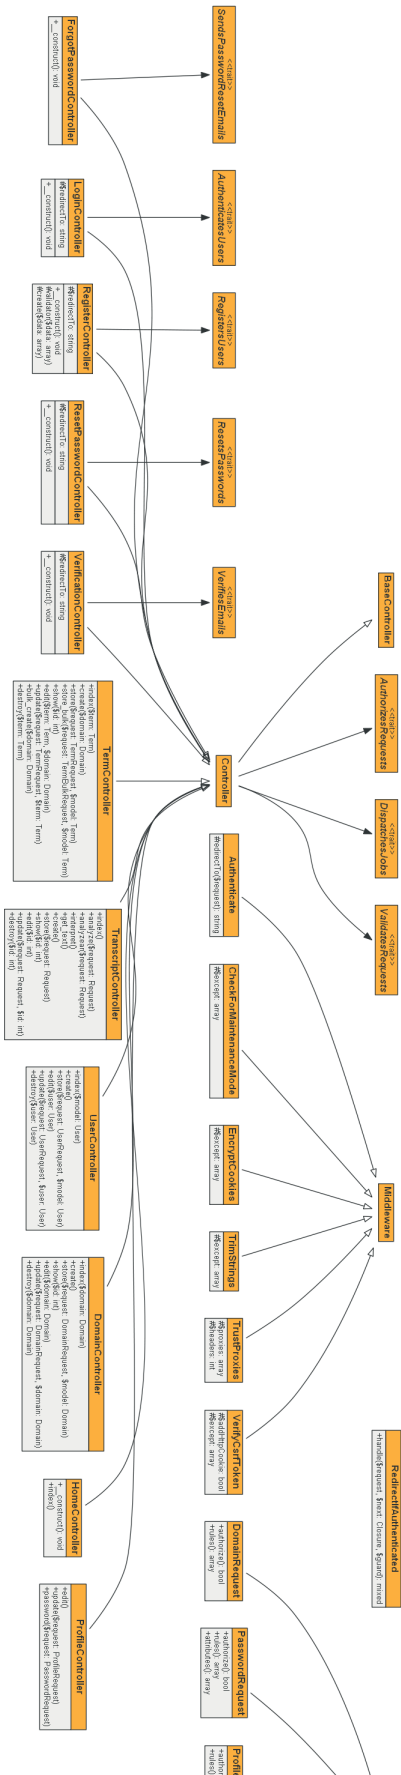 ForgotPasswordController
+__construct(): void
<<trait>>
SendsPasswordResetEmails
LoginController
#$redirectTo: string
+__construct(): void
<<trait>>
AuthenticatesUsers
RegisterController
#$redirectTo: string
+__construct(): void
#validator($data: array)
#create($data: array)
<<trait>>
RegistersUsers
ResetPasswordController
#$redirectTo: string
+__construct(): void
<<trait>>
ResetsPasswords
VerificationController
#$redirectTo: string
+__construct(): void
<<trait>>
VerifiesEmails
BaseController
<<trait>>
AuthorizesRequests
<<trait>>
DispatchesJobs
<<trait>>
ValidatesRequests
Controller
TermController
+index($term: Term)
+create($domain: Domain)
+store($request: TermRequest, $model: Term)
+store_bulk($request: TermBulkRequest, $model: Term)
+show($id: int)
+edit($term: Term, $domain: Domain)
+update($request: TermRequest, $term: Term)
+bulk_create($domain: Domain)
+destroy($term: Term)
TranscriptController
+index()
+analyze($request: Request)
+analyzear($request: Request)
+interpret()
+get_text()
+create()
+store($request: Request)
+show($id: int)
+edit($id: int)
+update($request: Request, $id: int)
+destroy($id: int)
UserController
+index($model: User)
+create()
+store($request: UserRequest, $model: User)
+edit($user: User)
+update($request: UserRequest, $user: User)
+destroy($user: User)
DomainController
+index($domain: Domain)
+create()
+store($request: DomainRequest, $model: Domain)
+show($id: int)
+edit($domain: Domain)
+update($request: DomainRequest, $domain: Domain)
+destroy($domain: Domain)
HomeController
+__construct(): void
+index()
ProfileController
+edit()
+update($request: ProfileRequest)
+password($request: PasswordRequest)
Authenticate
#redirectTo($request): string
CheckForMaintenanceMode
#$except: array
EncryptCookies
#$except: array
TrimStrings
#$except: array
TrustProxies
#$proxies: array
#$headers: int
VerifyCsrfToken
#$addHttpCookie: bool
#$except: array
Middleware
RedirectIfAuthenticated
+handle($request, $next: Closure, $guard): mixed
DomainRequest
+authorize(): bool
+rules(): array
PasswordRequest
+authorize(): bool
+rules(): array
+attributes(): array
Profil
+author
+rules()